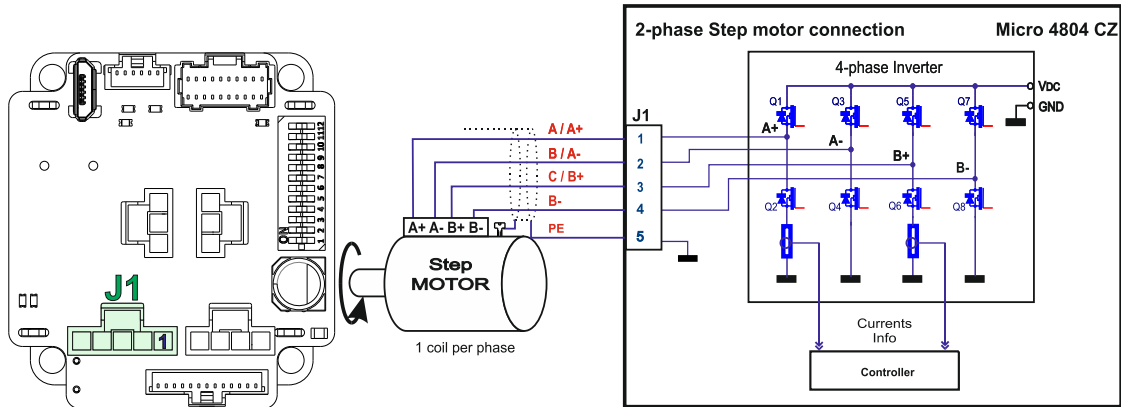 2-phase Step motor connection
Micro 4804 CZ
4-phase Inverter
VDC
GND
Q1
Q3
Q5
Q7
A+
A-
B+
B-
Q2
Q4
Q6
Q8
Currents
Info
Controller
J1
1
2
3
4
5
A / A+
B / A-
C / B+
B-
PE
A+ A- B+ B-
Step
MOTOR
1 coil per phase
ON
1 2 3 4 5 6 7 8 9 10 11 12
J1
1